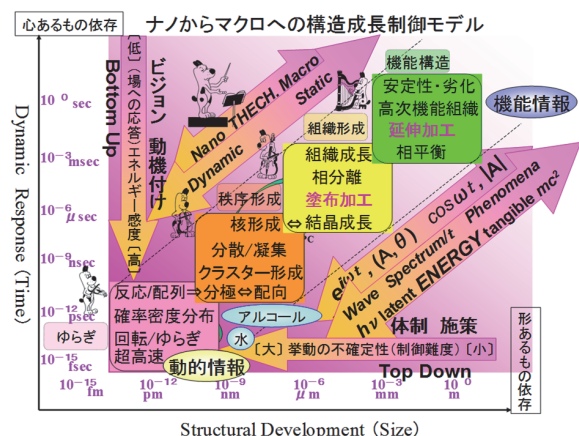 心あるもの依存
ナノからマクロへの構造成長制御モデル
Bottom Up
[低] (場への応答) エネルギー感度 [高]
ビジョン 動機付け
Nano THECH. Macro
Dynamic Static
機能構造
安定性・劣化
高次機能組織
延伸加工
相平衡
機能情報
組織形成
組織成長
相分離
塗布加工
⇔結晶成長
秩序形成
核形成
分散/凝集
クラスター形成
⇒分極⇔配向
反応/配列=
確率密度分布
回転/ゆらぎ
超高速
ゆらぎ
アルコール
水
動的情報
e^iωt, (A, θ) COS ωt, |A|
Wave Spectrum/t Phenomena
hν latent ENERGY tangible mc²
体制 施策
[大] 挙動の不確定性(制御難度) [小]
Top Down
形あるもの依存
Dynamic Response (Time)
10⁰ sec
10⁻³ msec
10⁻⁶ μsec
10⁻⁹ nsec
10⁻¹² psec
10⁻¹⁵ fsec
10⁻¹⁵ fm
10⁻¹² pm
10⁻⁹ nm
10⁻⁶ μm
10⁻³ mm
10⁰ m
Structural Development (Size)